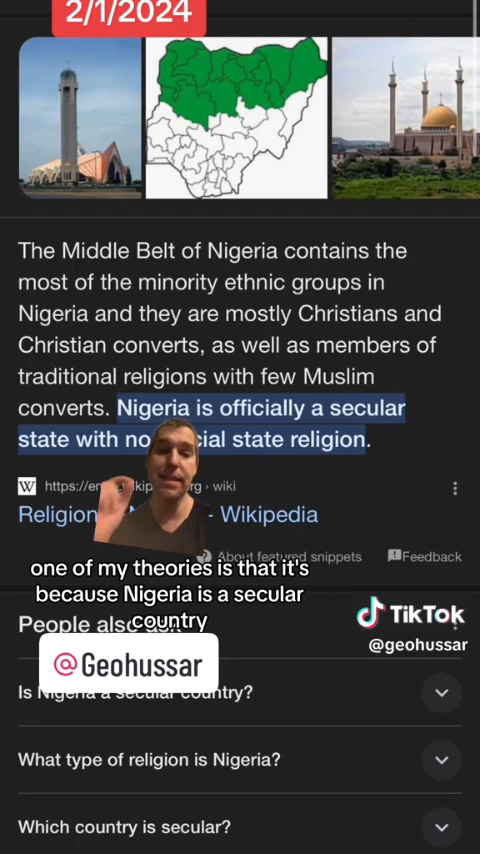 2/1/2024
The Middle Belt of Nigeria contains the
most of the minority ethnic groups in
Nigeria and they are mostly Christians and
Christian converts, as well as members of
traditional religions with few Muslim
converts. Nigeria is officially a secular
state with no cial state religion.
W https://en kip rg › wiki
Religion N - Wikipedia
one of my theories is that it's
because Nigeria is a secular
country
About featured snippets
Feedback
People also ask
TikTok
@geohussar
@Geohussar
Is Nigeria a secular country?
What type of religion is Nigeria?
Which country is secular?